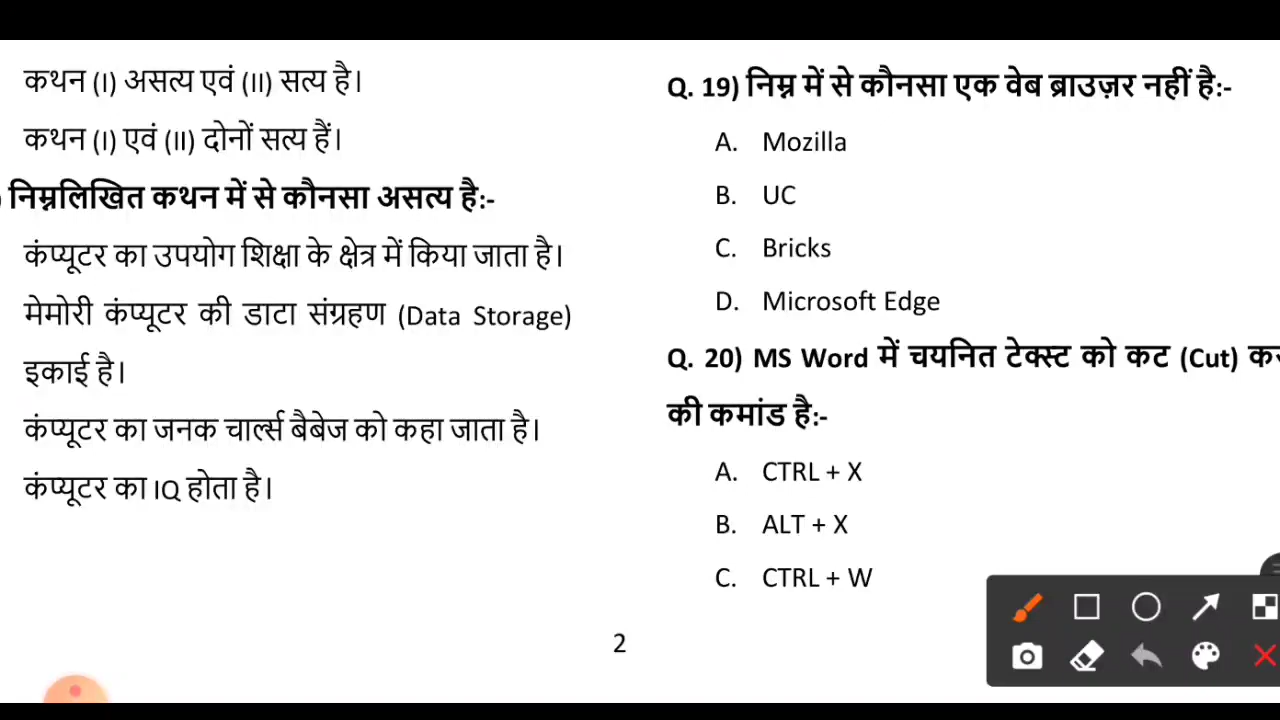 कथन (I) असत्य एवं (II) सत्य है।
कथन (I) एवं (II) दोनों सत्य हैं।
निम्नलिखित कथन में से कौनसा असत्य है:-
कंप्यूटर का उपयोग शिक्षा के क्षेत्र में किया जाता है।
मेमोरी कंप्यूटर की डाटा संग्रहण (Data Storage)
इकाई है।
कंप्यूटर का जनक चार्ल्स बैबेज को कहा जाता है।
कंप्यूटर का IQ होता है।
Q. 19) निम्न में से कौनसा एक वेब ब्राउज़र नहीं है:-
A. Mozilla
B. UC
C. Bricks
D. Microsoft Edge
Q. 20) MS Word में चयनित टेक्स्ट को कट (Cut)
की कमांड है:-
A. CTRL + X
B. ALT + X
C. CTRL + W
2